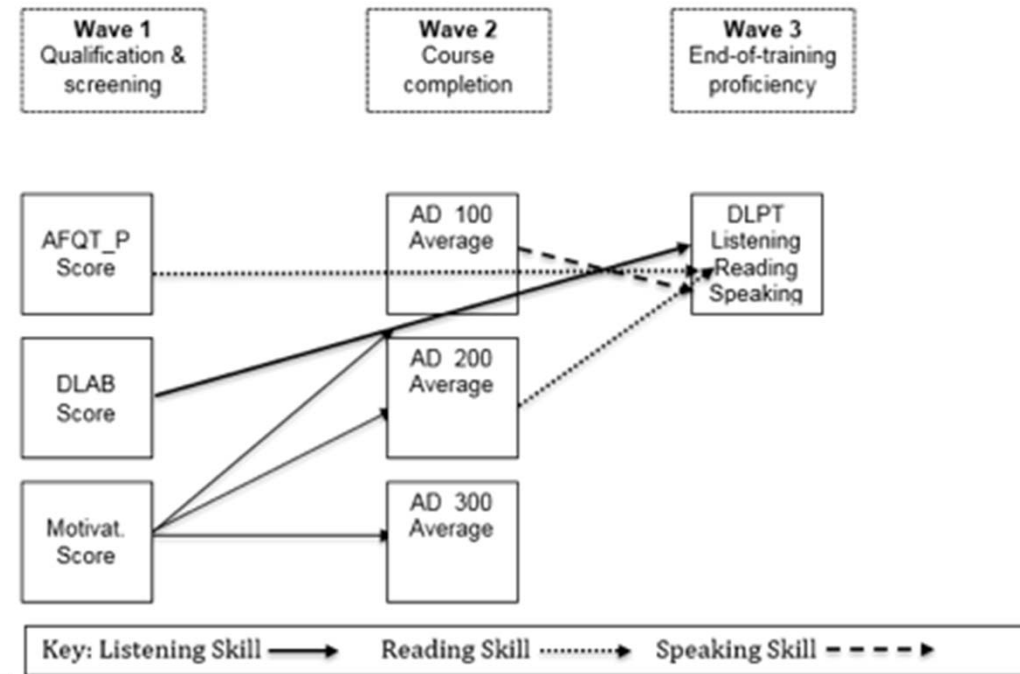 Wave 1
Qualification &
screening
Wave 2
Course
completion
Wave 3
End-of-training
proficiency
AFQT_P
Score
AD 100
Average
DLPT
Listening
Reading
Speaking
DLAB
Score
AD 200
Average
Motivat.
Score
AD 300
Average
Key: Listening Skill Reading Skill Speaking Skill